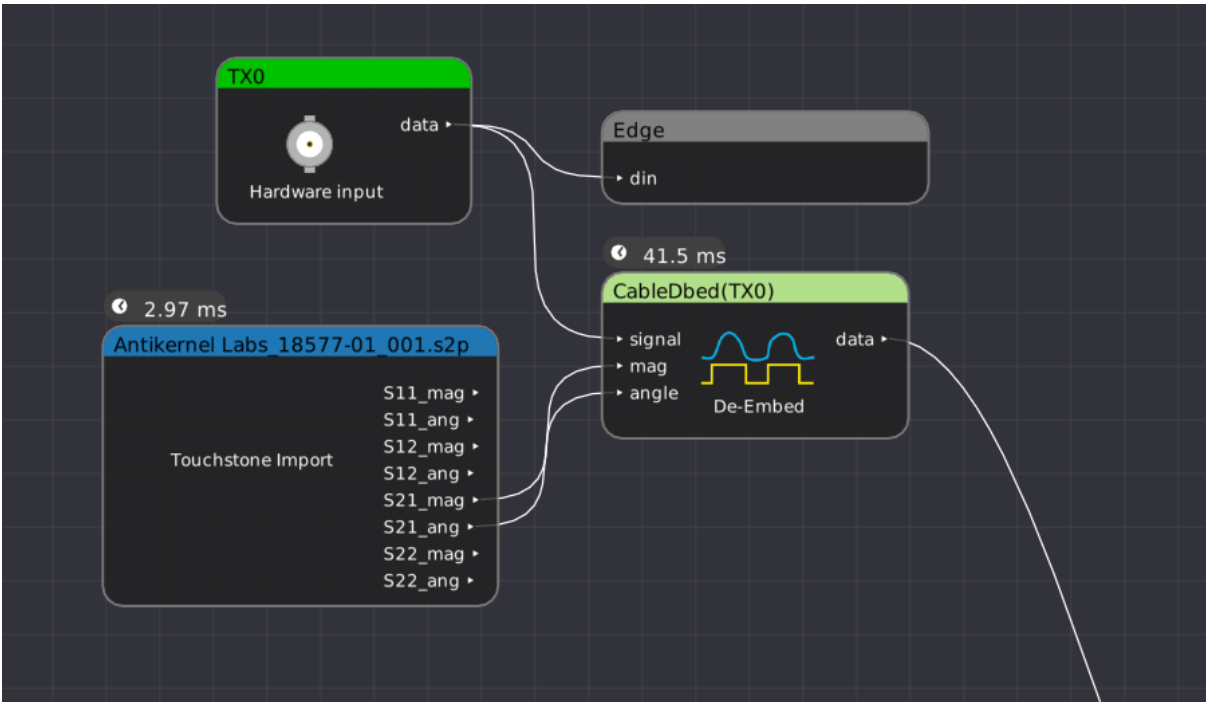 TX0
data
Hardware input
Edge
din
41.5 ms
CableDbed(TX0)
signal
mag
angle
data
De-Embed
2.97 ms
Antikernel Labs_18577-01_001.s2p
S11_mag
S11_ang
S12_mag
S12_ang
Touchstone Import
S21_mag
S21_ang
S22_mag
S22_ang